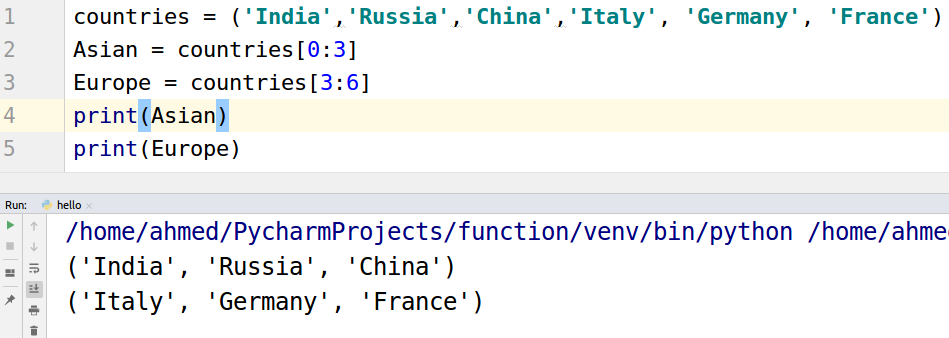 1 countries = ('India','Russia','China','Italy', 'Germany', 'France')
2 Asian = countries[0:3]
3 Europe = countries[3:6]
4 print(Asian)
5 print(Europe)
Run: hello
/home/ahmed/PycharmProjects/function/venv/bin/python /home/ahmed
('India', 'Russia', 'China')
('Italy', 'Germany', 'France')